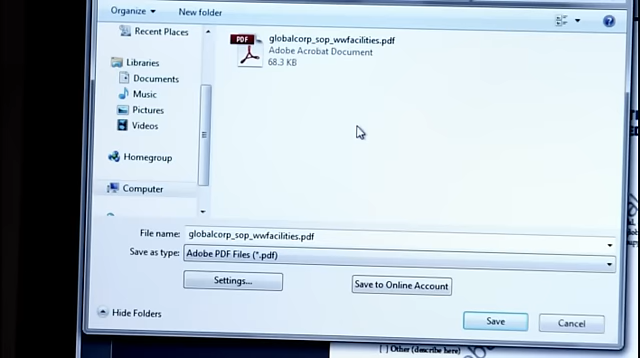 Organize
New folder
Recent Places
PDF
globalcorp_sop_wwfacilities.pdf
Adobe Acrobat Document
68.3 KB
Libraries
Documents
Music
Pictures
Videos
Homegroup
Computer
File name: globalcorp_sop_wwfacilities.pdf
Save as type: Adobe PDF Files (*.pdf)
Settings...
Save to Online Account
Hide Folders
Save
Cancel
[ ] Other (describe here)